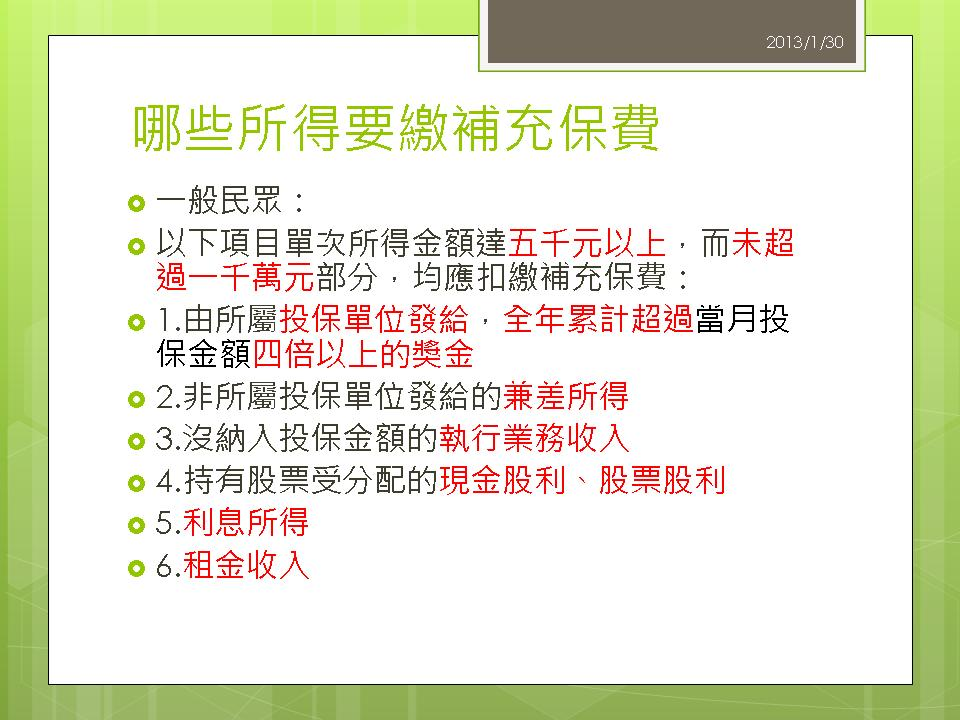 2013/1/30
哪些所得要繳補充保費
一般民眾：
以下項目單次所得金額達五千元以上，而未超
過一千萬元部分，均應扣繳補充保費：
1.由所屬投保單位發給，全年累計超過當月投
保金額四倍以上的獎金
2.非所屬投保單位發給的兼差所得
3.沒納入投保金額的執行業務收入
4.持有股票受分配的現金股利、股票股利
5.利息所得
6.租金收入